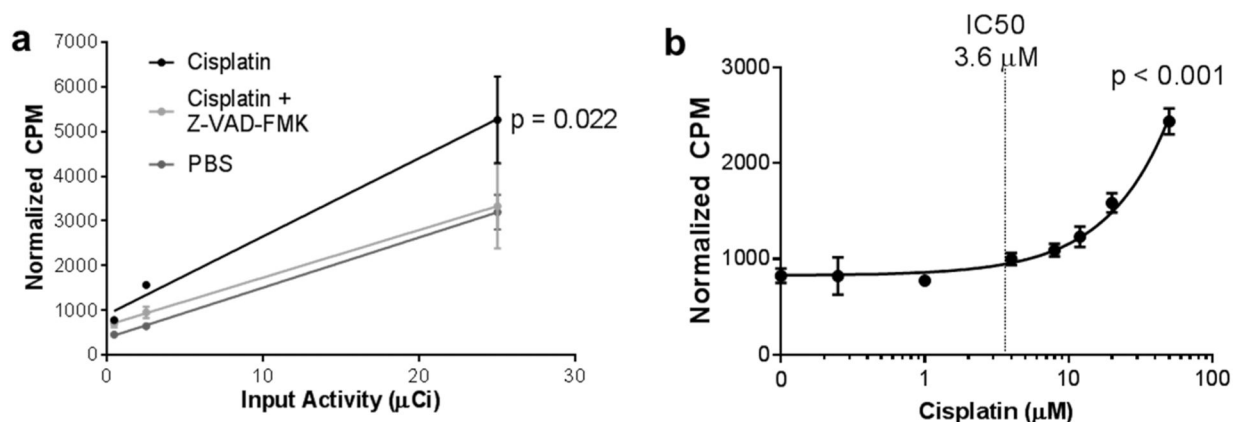 a
Normalized CPM
7000
6000
5000
4000
3000
2000
1000
0
Cisplatin
Cisplatin +
Z-VAD-FMK
PBS
p = 0.022
0
10
20
30
Input Activity (μCi)
b
IC50
3.6 μM
p < 0.001
Normalized CPM
3000
2000
1000
0
0
1
10
100
Cisplatin (μM)